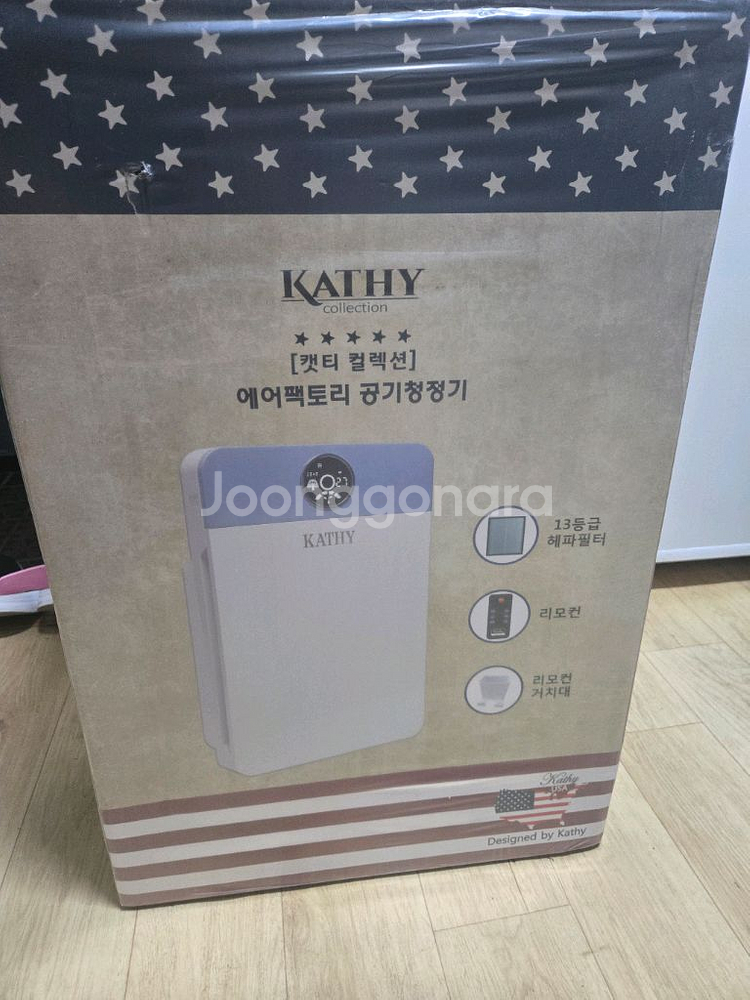 KATHY
collection
[캣티 컬렉션]
에어팩토리 공기청정기
27
Joonggonara
KATHY
13등급
헤파필터
리모컨
리모컨
거치대
Kathy
USA
Designed by Kathy